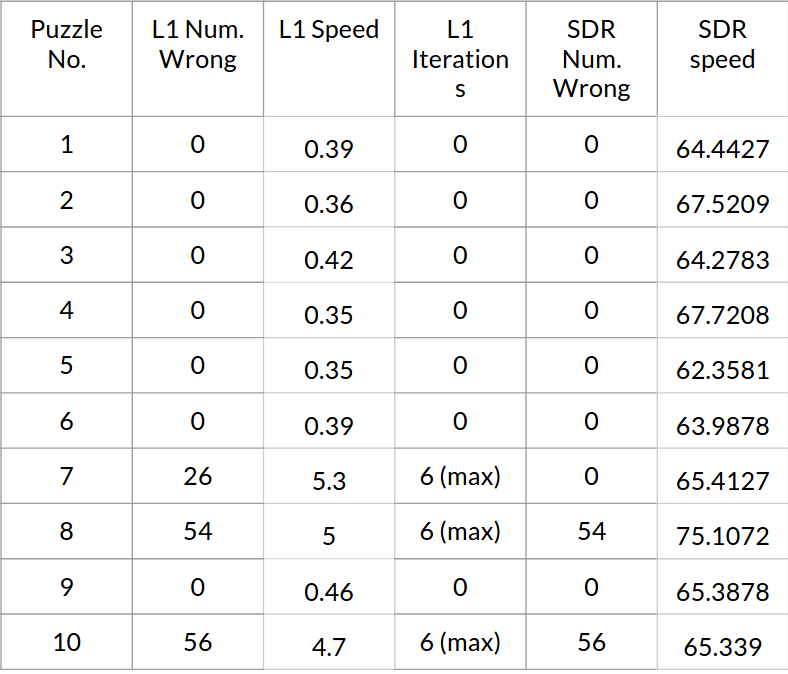 Puzzle No. L1 Num. Wrong L1 Speed L1 Iterations SDR Num. Wrong SDR speed
1 0 0.39 0 0 64.4427
2 0 0.36 0 0 67.5209
3 0 0.42 0 0 64.2783
4 0 0.35 0 0 67.7208
5 0 0.35 0 0 62.3581
6 0 0.39 0 0 63.9878
7 26 5.3 6 (max) 0 65.4127
8 54 5 6 (max) 54 75.1072
9 0 0.46 0 0 65.3878
10 56 4.7 6 (max) 56 65.339